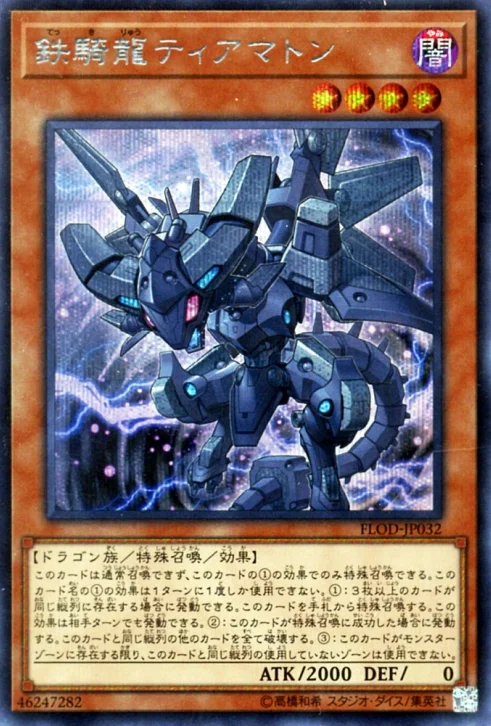 鉄騎龍ティアマトン
闇
FLOD-JP032
【ドラゴン族／特殊召喚／効果】
このカードは通常召喚できず、このカードの①の効果でのみ特殊召喚できる。この
カード名の①の効果は１ターンに１度しか使用できない。①：３枚以上のカードが
同じ縦列に存在する場合に発動できる。このカードを手札から特殊召喚する。この
効果は相手ターンでも発動できる。②：このカードが特殊召喚に成功した場合に発動
する。このカードと同じ縦列の他のカードを全て破壊する。③：このカードがモンスター
ゾーンに存在する限り、このカードと同じ縦列の使用していないゾーンは使用できない。
ATK/2000 DEF/ 0
46247282
©高橋和希 スタジオ・ダイス/集英社